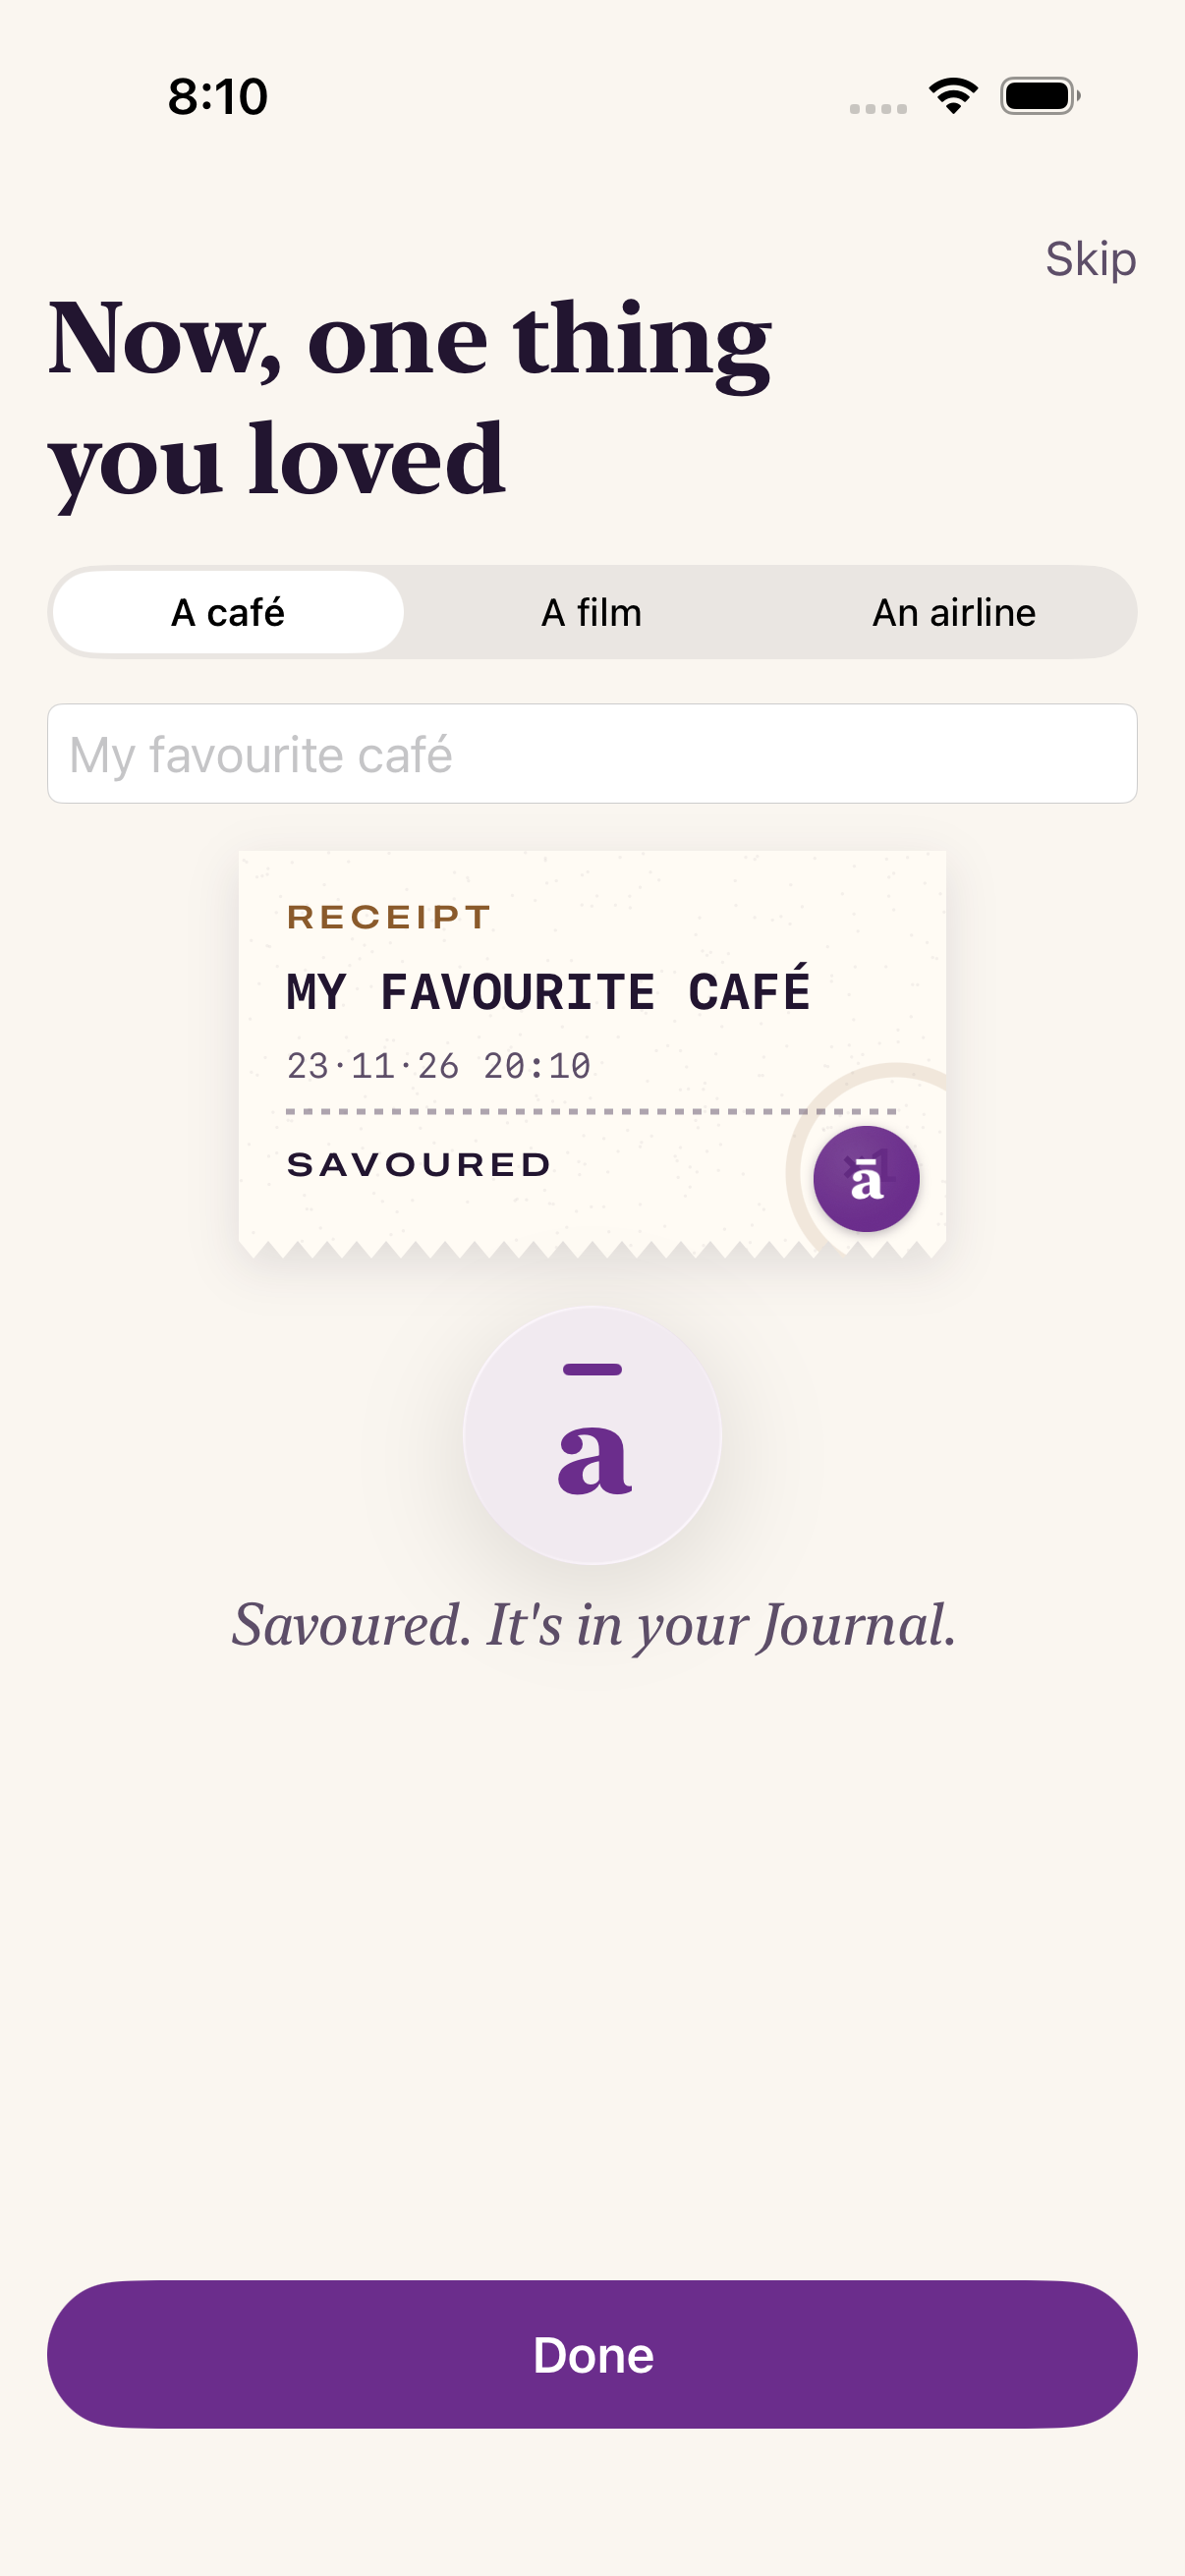 8:10
Skip
Now, one thing
you loved
A café
A film
An airline
My favourite café
RECEIPT
MY FAVOURITE CAFÉ
23·11·26 20:10
SAVOURED
ā
ā
Savoured. It's in your Journal.
Done